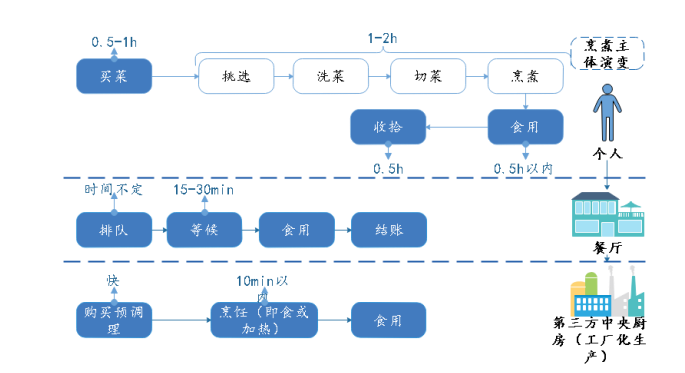 0.5-1h
1-2h
烹煮主
体演变
买菜
挑选
洗菜
切菜
烹煮
收拾
食用
个人
0.5h
0.5h以内
时间不定
15-30min
排队
等候
食用
结账
餐厅
快
10min以
内
购买预调
理
烹饪（即食或
加热）
食用
第三方中央厨
房（工厂化生
产）